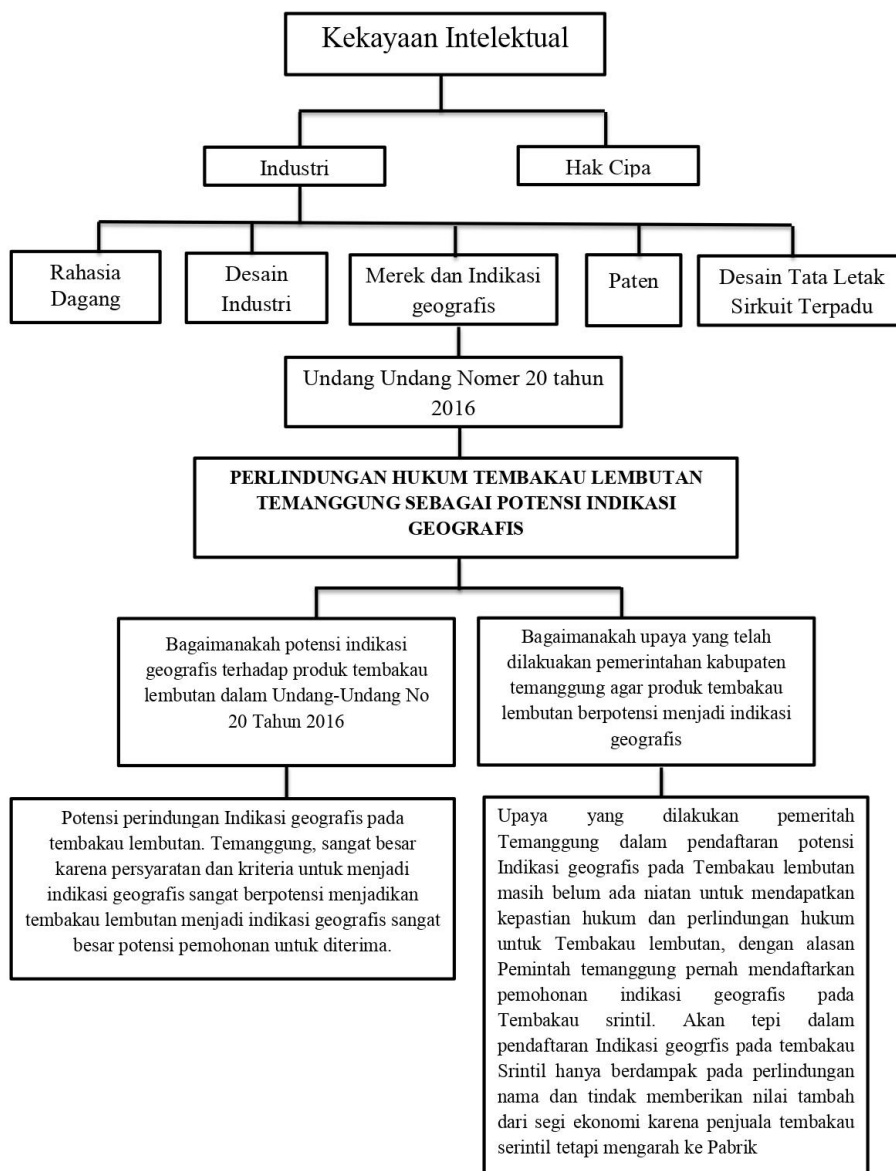 Kekayaan Intelektual
Industri
Hak Cipa
Rahasia
Dagang
Desain
Industri
Merek dan Indikasi
geografis
Paten
Desain Tata Letak
Sirkuit Terpadu
Undang Undang Nomer 20 tahun
2016
PERLINDUNGAN HUKUM TEMBAKAU LEMBUTAN
TEMANGGUNG SEBAGAI POTENSI INDIKASI
GEOGRAFIS
Bagaimanakah potensi indikasi
geografis terhadap produk tembakau
lembutan dalam Undang-Undang No
20 Tahun 2016
Bagaimanakah upaya yang telah
dilakuakan pemerintahan kabupaten
temanggung agar produk tembakau
lembutan berpotensi menjadi indikasi
geografis
Potensi perindungan Indikasi geografis pada
tembakau lembutan. Temanggung, sangat besar
karena persyaratan dan kriteria untuk menjadi
indikasi geografis sangat berpotensi menjadikan
tembakau lembutan menjadi indikasi geografis sangat
besar potensi pemohonan untuk diterima.
Upaya yang dilakukan pemeritah
Temanggung dalam pendaftaran potensi
Indikasi geografis pada Tembakau lembutan
masih belum ada niatan untuk mendapatkan
kepastian hukum dan perlindungan hukum
untuk Tembakau lembutan, dengan alasan
Pemintah temanggung pernah mendaftarkan
pemohonan indikasi geografis pada
Tembakau srintil. Akan tepi dalam
pendaftaran Indikasi geogrfis pada tembakau
Srintil hanya berdampak pada perlindungan
nama dan tindak memberikan nilai tambah
dari segi ekonomi karena penjuala tembakau
serintil tetapi mengarah ke Pabrik